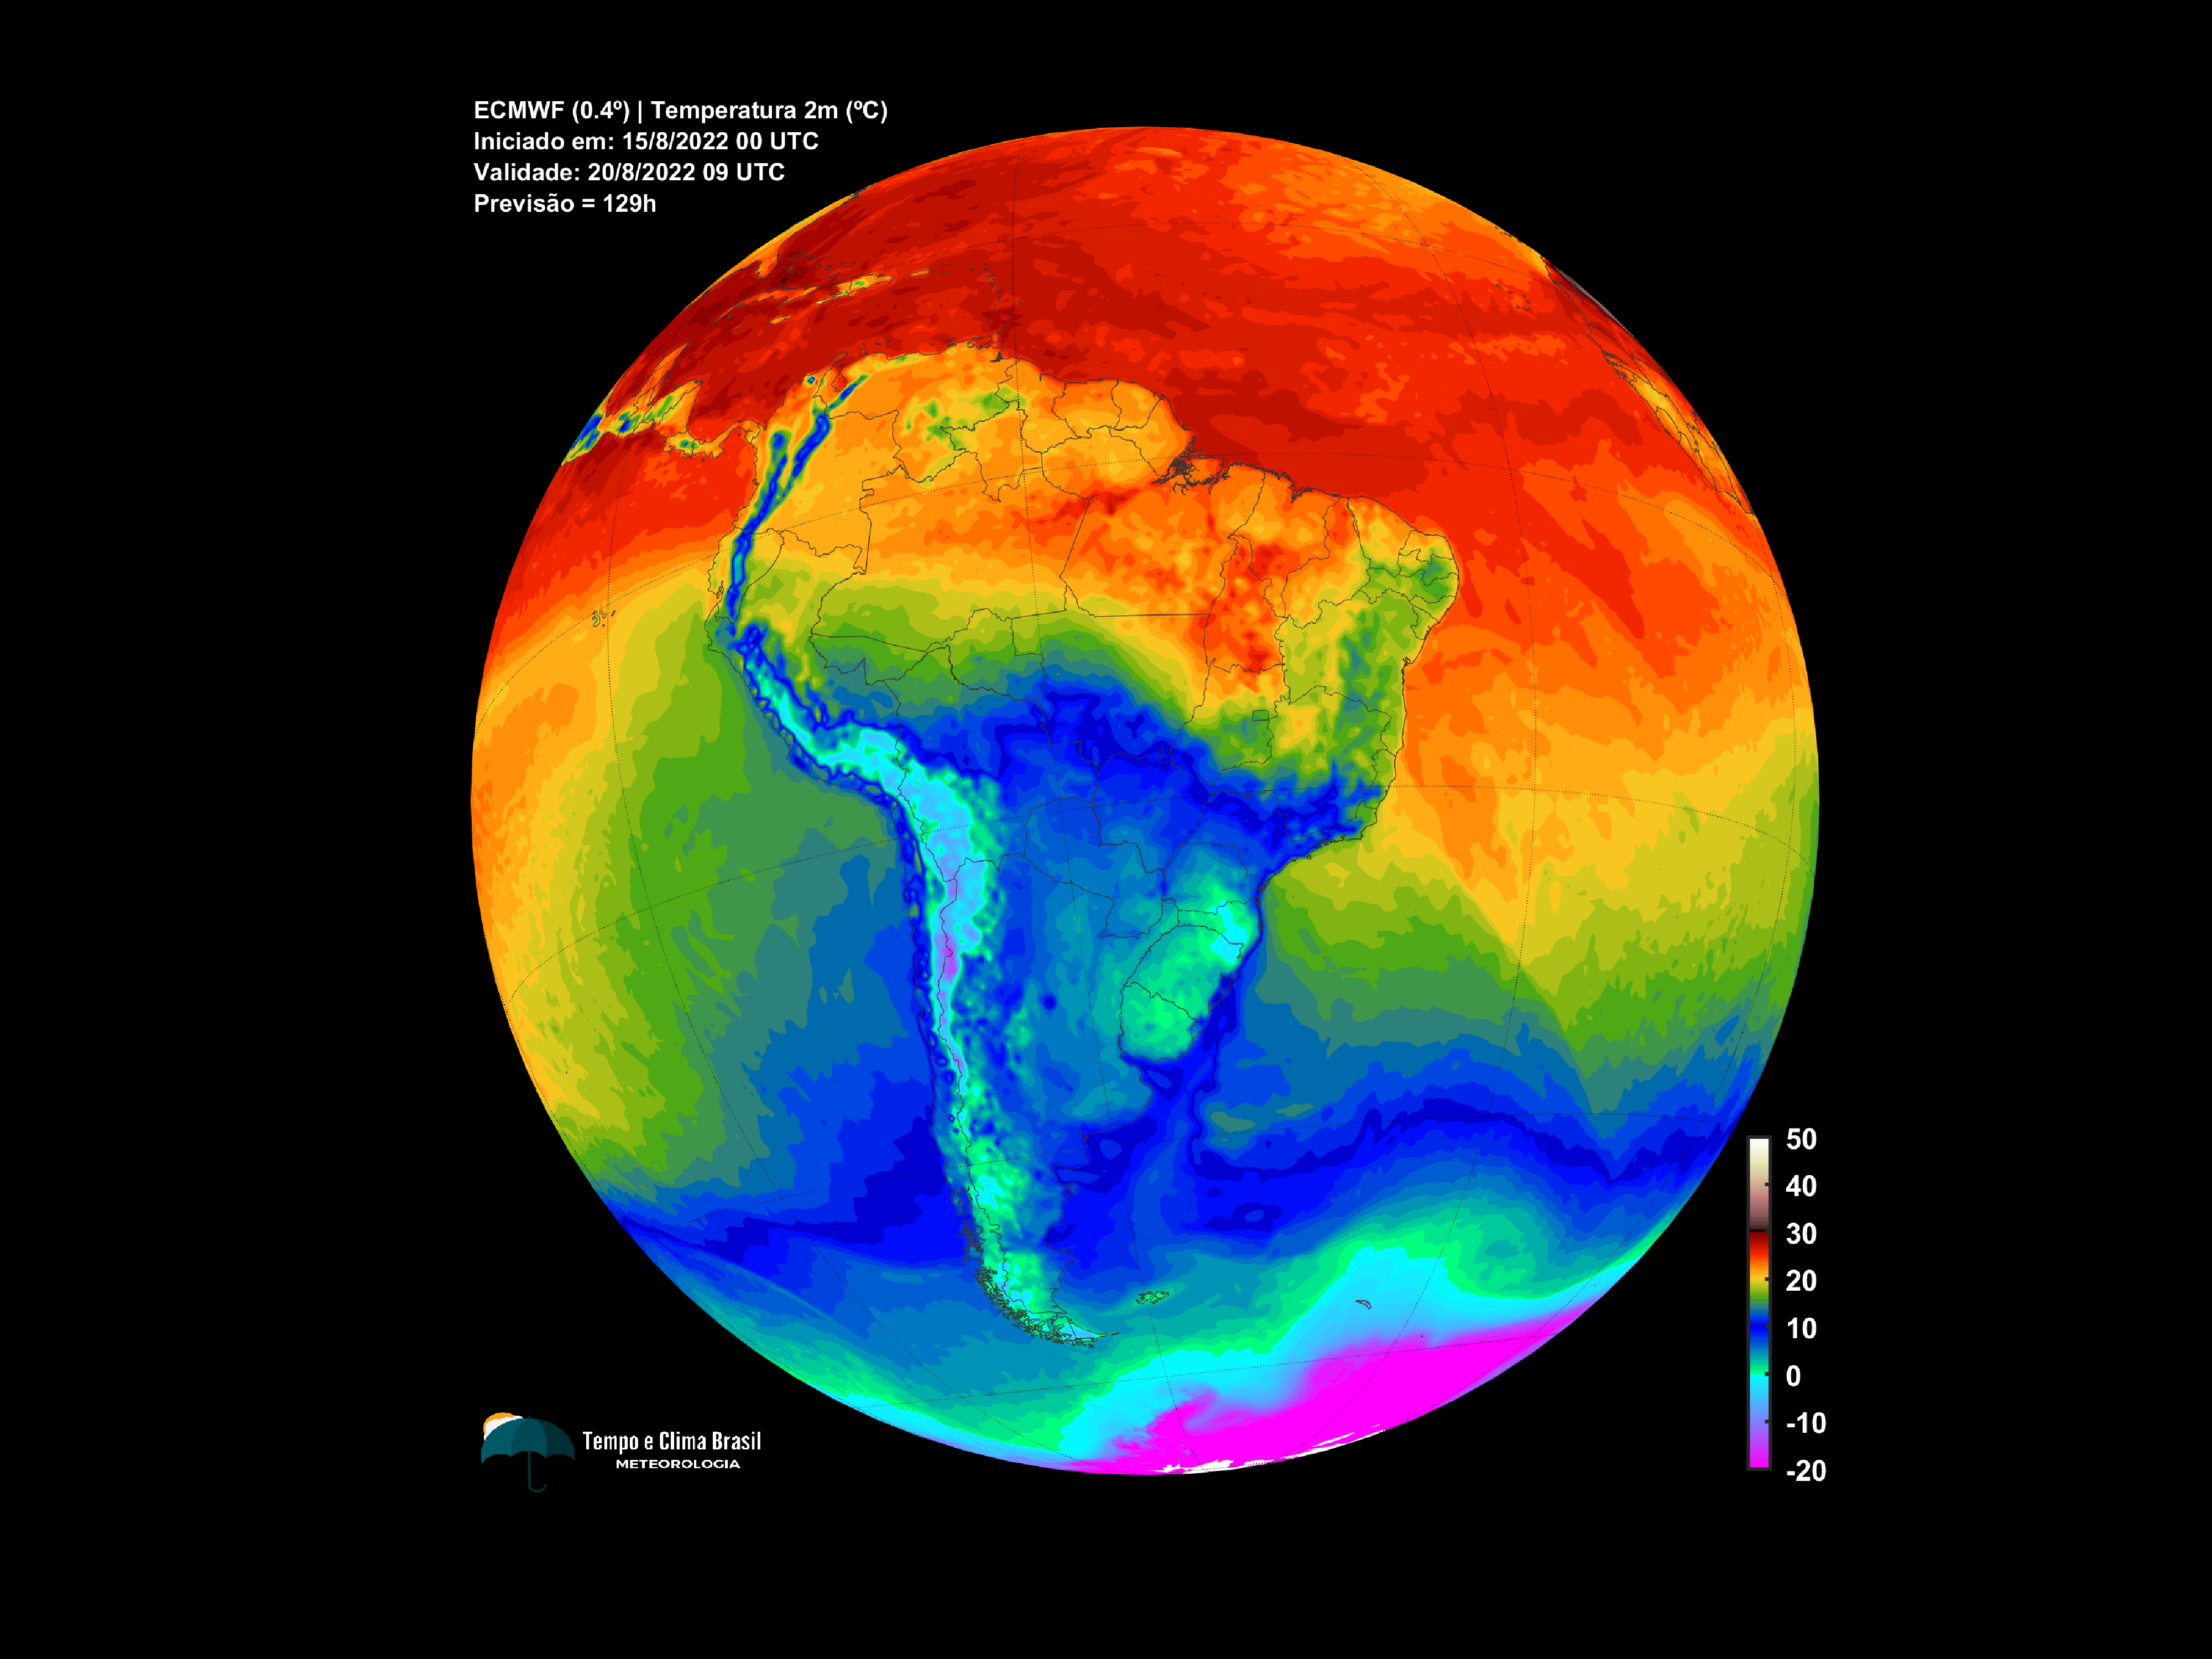 ECMWF (0.4º) | Temperatura 2m (ºC)
Iniciado em: 15/8/2022 00 UTC
Validade: 20/8/2022 09 UTC
Previsão = 129h
50
40
30
20
10
0
-10
-20
Tempo e Clima Brasil
METEOROLOGIA